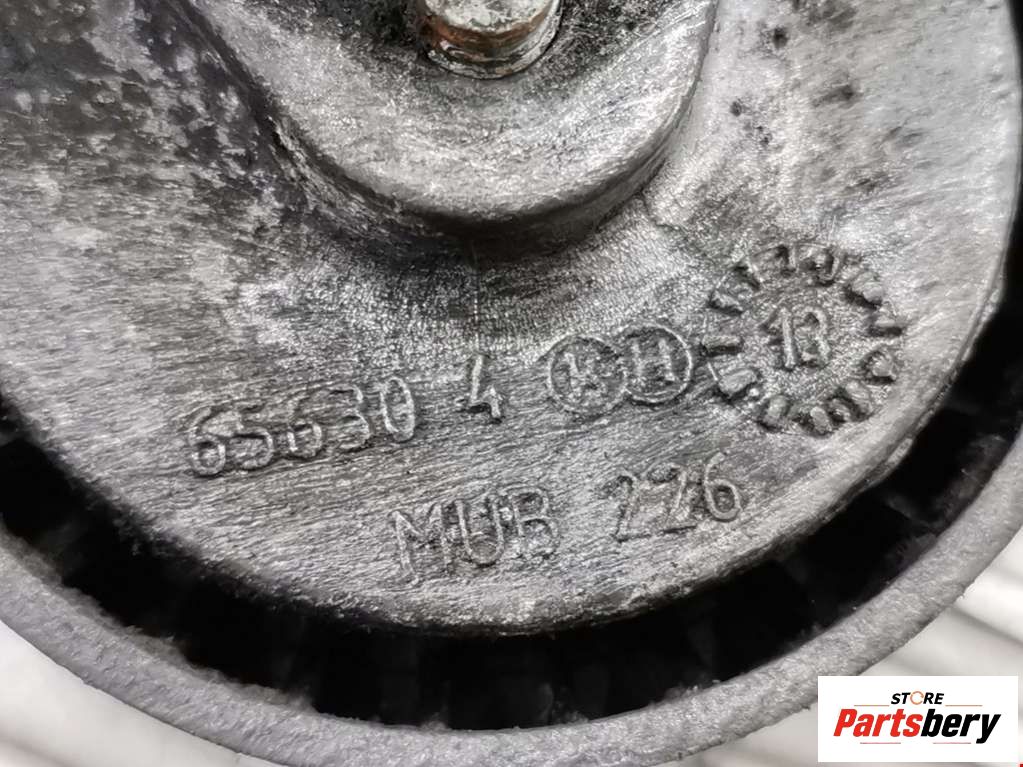 65630 4 K H 13
MUB 226
STORE
Partsbery